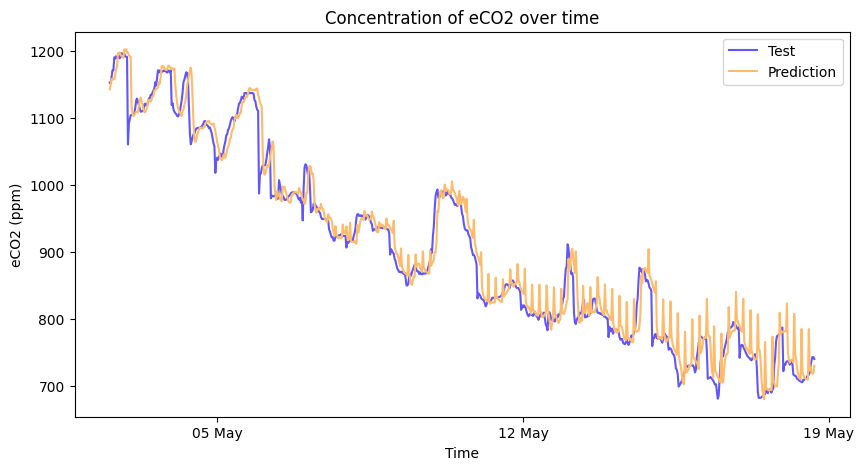 Concentration of eCO2 over time
Test
Prediction
eCO2 (ppm)
1200
1100
1000
900
800
700
05 May
12 May
19 May
Time